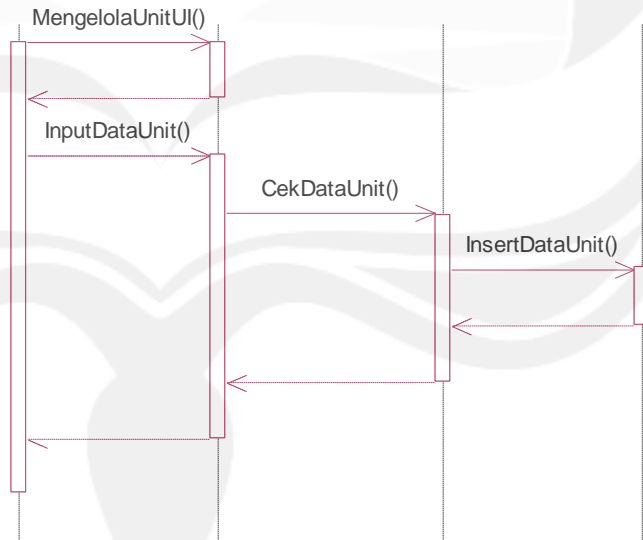 MengelolaUnitUI()
InputDataUnit()
CekDataUnit()
InsertDataUnit()